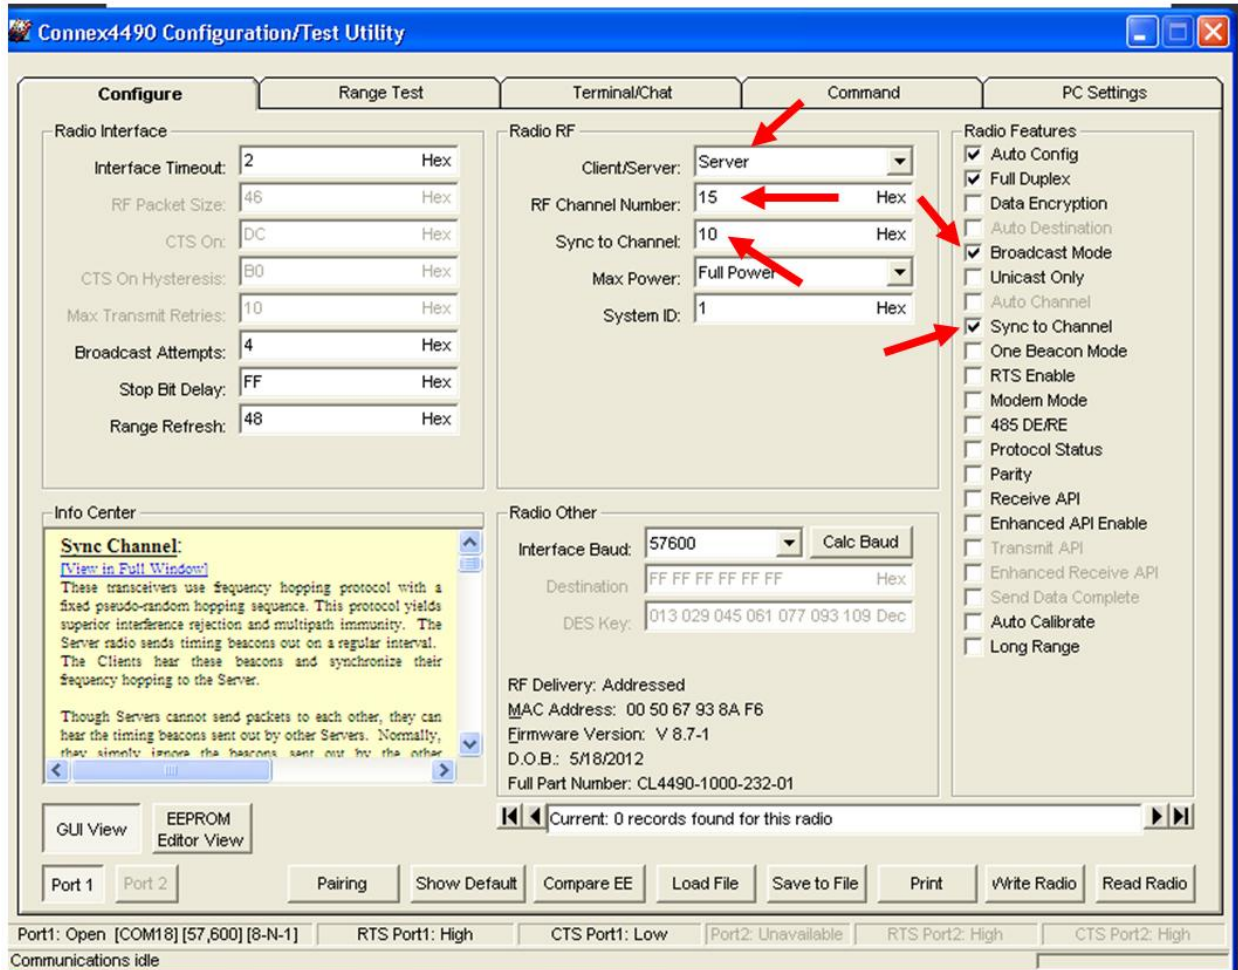 Connex4490 Configuration/Test Utility
Configure Range Test Terminal/Chat Command PC Settings
Radio Interface
Interface Timeout: 2 Hex
RF Packet Size: 46 Hex
CTS On: DC Hex
CTS On Hysteresis: B0 Hex
Max Transmit Retries: 10 Hex
Broadcast Attempts: 4 Hex
Stop Bit Delay: FF Hex
Range Refresh: 48 Hex
Radio RF
Client/Server: Server
RF Channel Number: 15 Hex
Sync to Channel: 10 Hex
Max Power: Full Power
System ID: 1 Hex
Radio Features
Auto Config
Full Duplex
Data Encryption
Auto Destination
Broadcast Mode
Unicast Only
Auto Channel
Sync to Channel
One Beacon Mode
RTS Enable
Modem Mode
485 DE/RE
Protocol Status
Parity
Receive API
Enhanced API Enable
Transmit API
Enhanced Receive API
Send Data Complete
Auto Calibrate
Long Range
Info Center
Sync Channel:
[View in Full Window]
These transceivers use frequency hopping protocol with a
fixed pseudo-random hopping sequence. This protocol yields
superior interference rejection and multipath immunity. The
Server radio sends timing beacons out on a regular interval.
The Clients hear these beacons and synchronize their
frequency hopping to the Server.
Though Servers cannot send packets to each other, they can
hear the timing beacons sent out by other Servers. Normally,
they simply ignore the beacons sent out by the other
Radio Other
Interface Baud: 57600 Calc Baud
Destination FF FF FF FF FF FF Hex
DES Key: 013 029 045 061 077 093 109 Dec
RF Delivery: Addressed
MAC Address: 00 50 67 93 8A F6
Firmware Version: V 8.7-1
D.O.B.: 5/18/2012
Full Part Number: CL4490-1000-232-01
Current: 0 records found for this radio
GUI View EEPROM
Editor View
Port 1 Port 2 Pairing Show Default Compare EE Load File Save to File Print Write Radio Read Radio
Port1: Open [COM18] [57,600] [8-N-1] RTS Port1: High CTS Port1: Low Port2: Unavailable RTS Port2: High CTS Port2: High
Communications idle